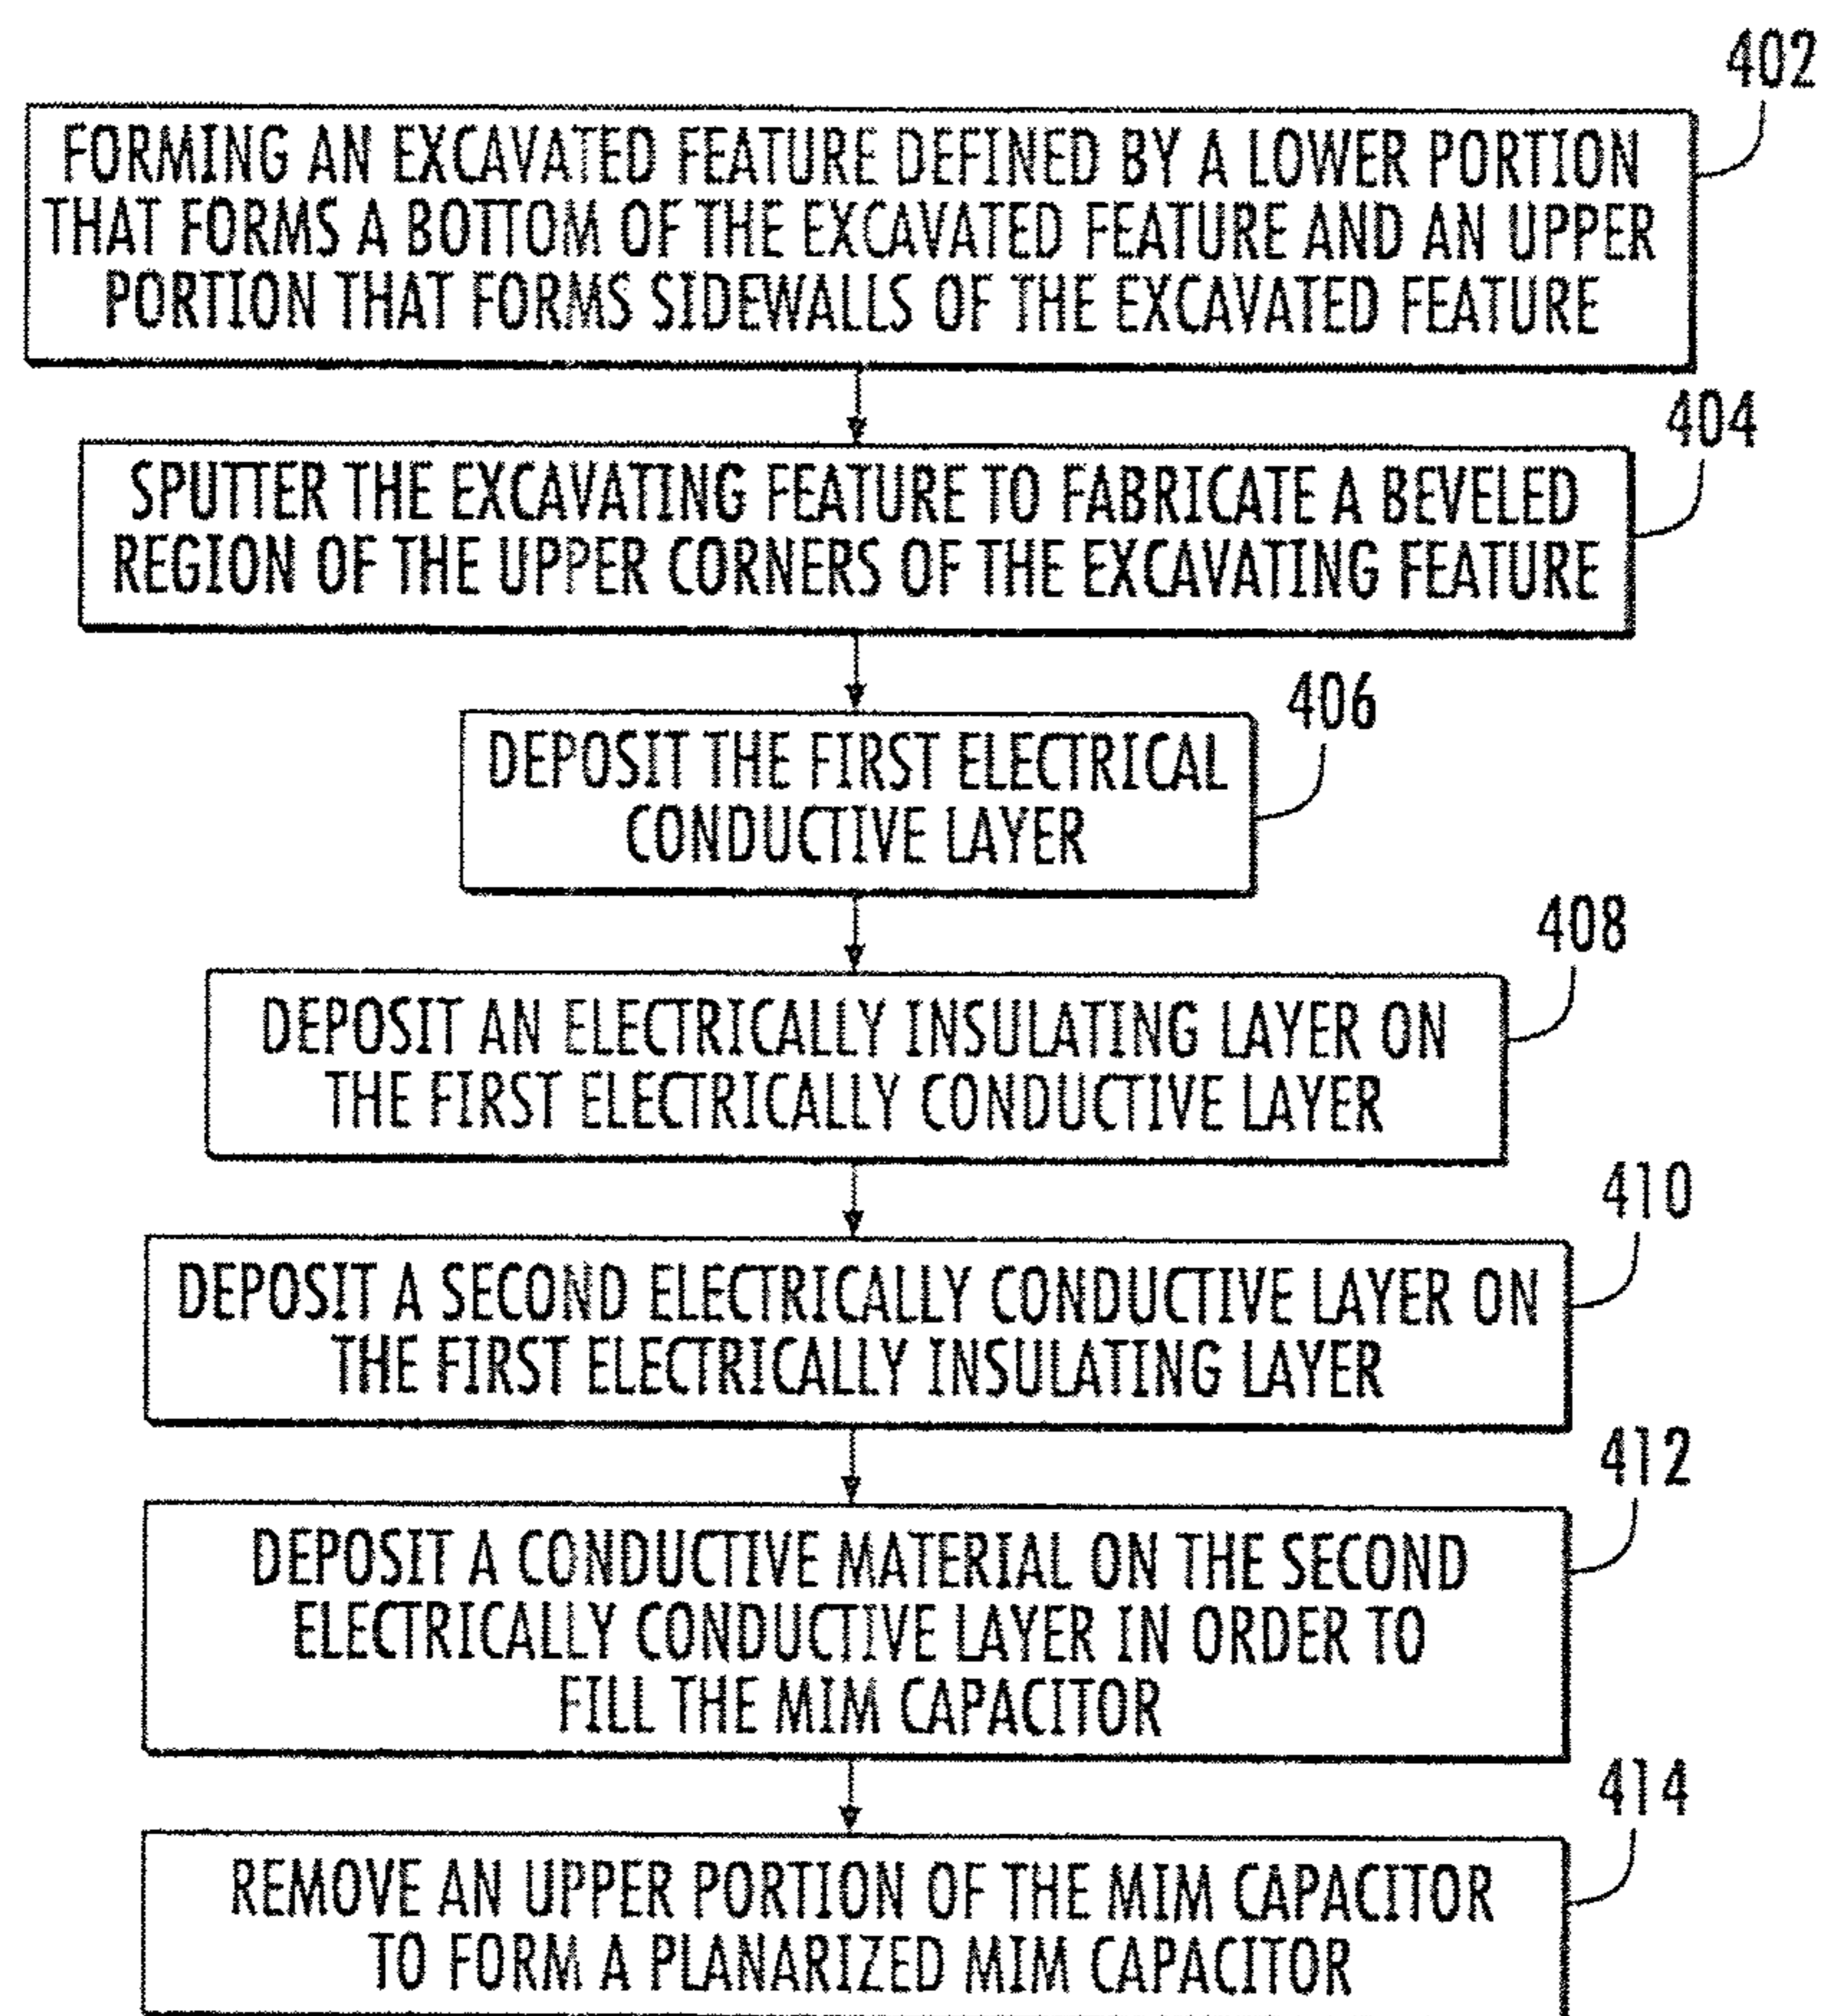 402
FORMING AN EXCAVATED FEATURE DEFINED BY A LOWER PORTION
THAT FORMS A BOTTOM OF THE EXCAVATED FEATURE AND AN UPPER
PORTION THAT FORMS SIDEWALLS OF THE EXCAVATED FEATURE
404
SPUTTER THE EXCAVATING FEATURE TO FABRICATE A BEVELED
REGION OF THE UPPER CORNERS OF THE EXCAVATING FEATURE
406
DEPOSIT THE FIRST ELECTRICAL
CONDUCTIVE LAYER
408
DEPOSIT AN ELECTRICALLY INSULATING LAYER ON
THE FIRST ELECTRICALLY CONDUCTIVE LAYER
410
DEPOSIT A SECOND ELECTRICALLY CONDUCTIVE LAYER ON
THE FIRST ELECTRICALLY INSULATING LAYER
412
DEPOSIT A CONDUCTIVE MATERIAL ON THE SECOND
ELECTRICALLY CONDUCTIVE LAYER IN ORDER TO
FILL THE MIM CAPACITOR
414
REMOVE AN UPPER PORTION OF THE MIM CAPACITOR
TO FORM A PLANARIZED MIM CAPACITOR